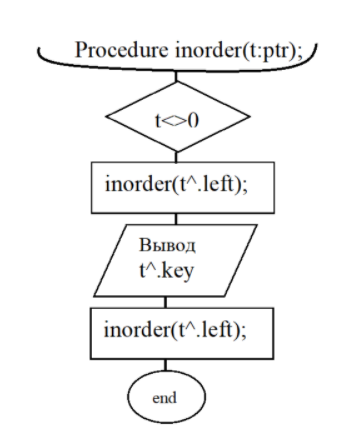 Procedure inorder(t:ptr);
t<>0
inorder(t^.left);
Вывод
t^.key
inorder(t^.left);
end